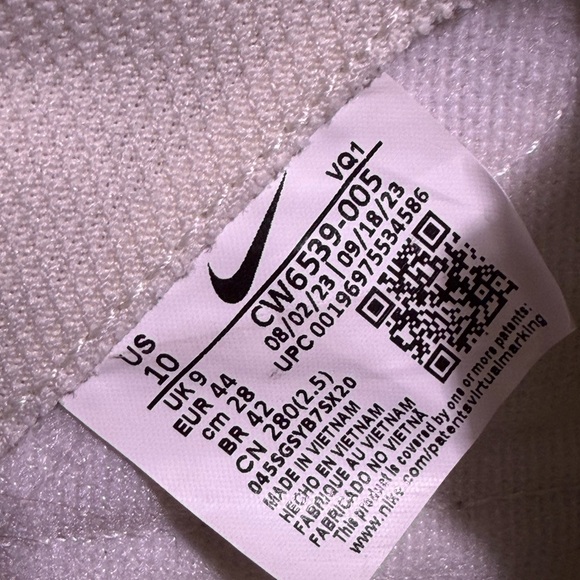 VQ1
US
10
CW6539-005
08/02/23 | 09/18/23
UPC 00196975534586
UK 9
EUR 44
cm 28
BR 42
CN 280(2.5)
045SGSYB7SX20
MADE IN VIETNAM
HECHO EN VIETNAM
FABRIQUE AU VIETNAM
FABRICADO NO VIETNÃ
This product is covered by one or more patents:
www.nike.com/patentsvirtualmarking